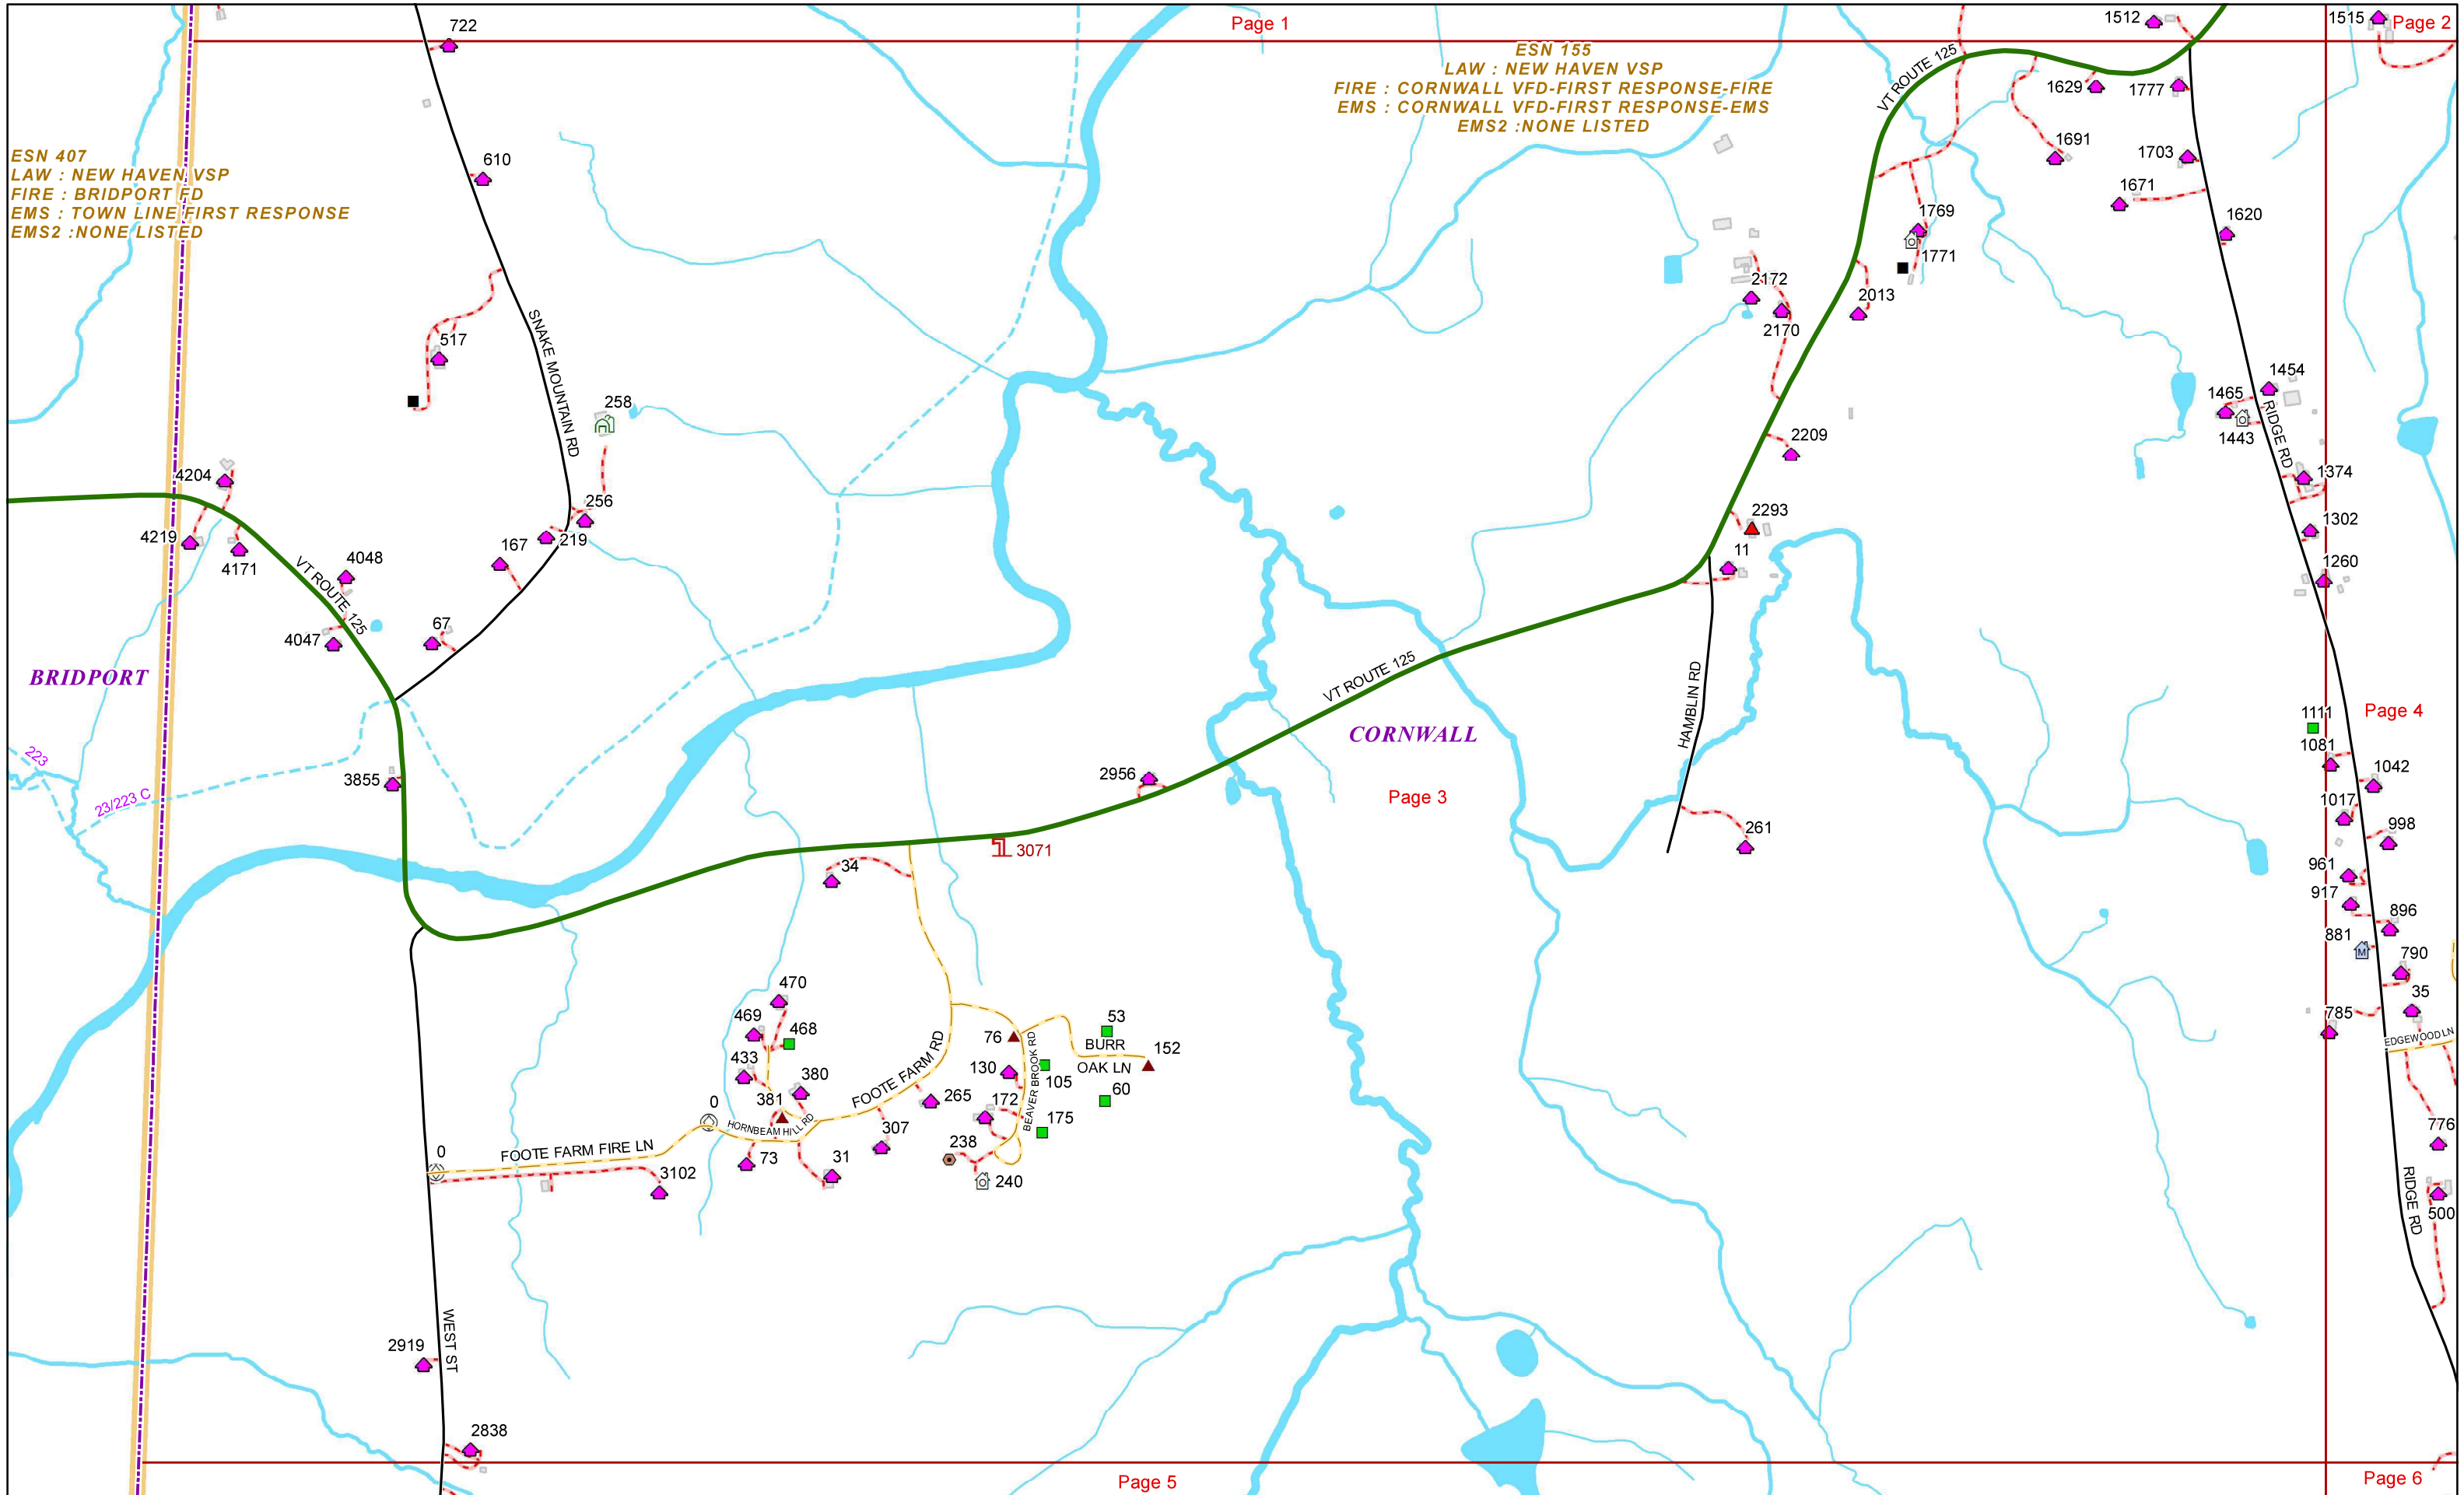 Page 1
Page 2
722
1512
1515
ESN 155
LAW : NEW HAVEN VSP
FIRE : CORNWALL VFD-FIRST RESPONSE-FIRE
EMS : CORNWALL VFD-FIRST RESPONSE-EMS
EMS2 :NONE LISTED
VT ROUTE 125
1629
1777
ESN 407
LAW : NEW HAVEN VSP
FIRE : BRIDPORT FD
EMS : TOWN LINE FIRST RESPONSE
EMS2 :NONE LISTED
610
1691
1703
1671
1769
1620
1771
2172
2013
2170
517
SNAKE MOUNTAIN RD
258
1454
1465
1443
RIDGE RD
2209
4204
1374
256
2293
1302
4219
219
167
11
4171
4048
1260
VT ROUTE 125
67
4047
BRIDPORT
VT ROUTE 125
HAMBLIN RD
CORNWALL
Page 4
1111
1081
223
3855
2956
1042
23/223 C
Page 3
1017
261
998
3071
34
961
917
896
881
M
790
470
35
785
469
468
76
53
BURR
152
OAK LN
EDGEWOOD LN
433
130
105
BEAVER BROOK RD
FOOTE FARM RD
380
60
381
265
172
175
0
HORNBEAM HILL RD
307
776
238
0
FOOTE FARM FIRE LN
73
31
3102
240
RIDGE RD
500
WEST ST
2919
2838
Page 5
Page 6